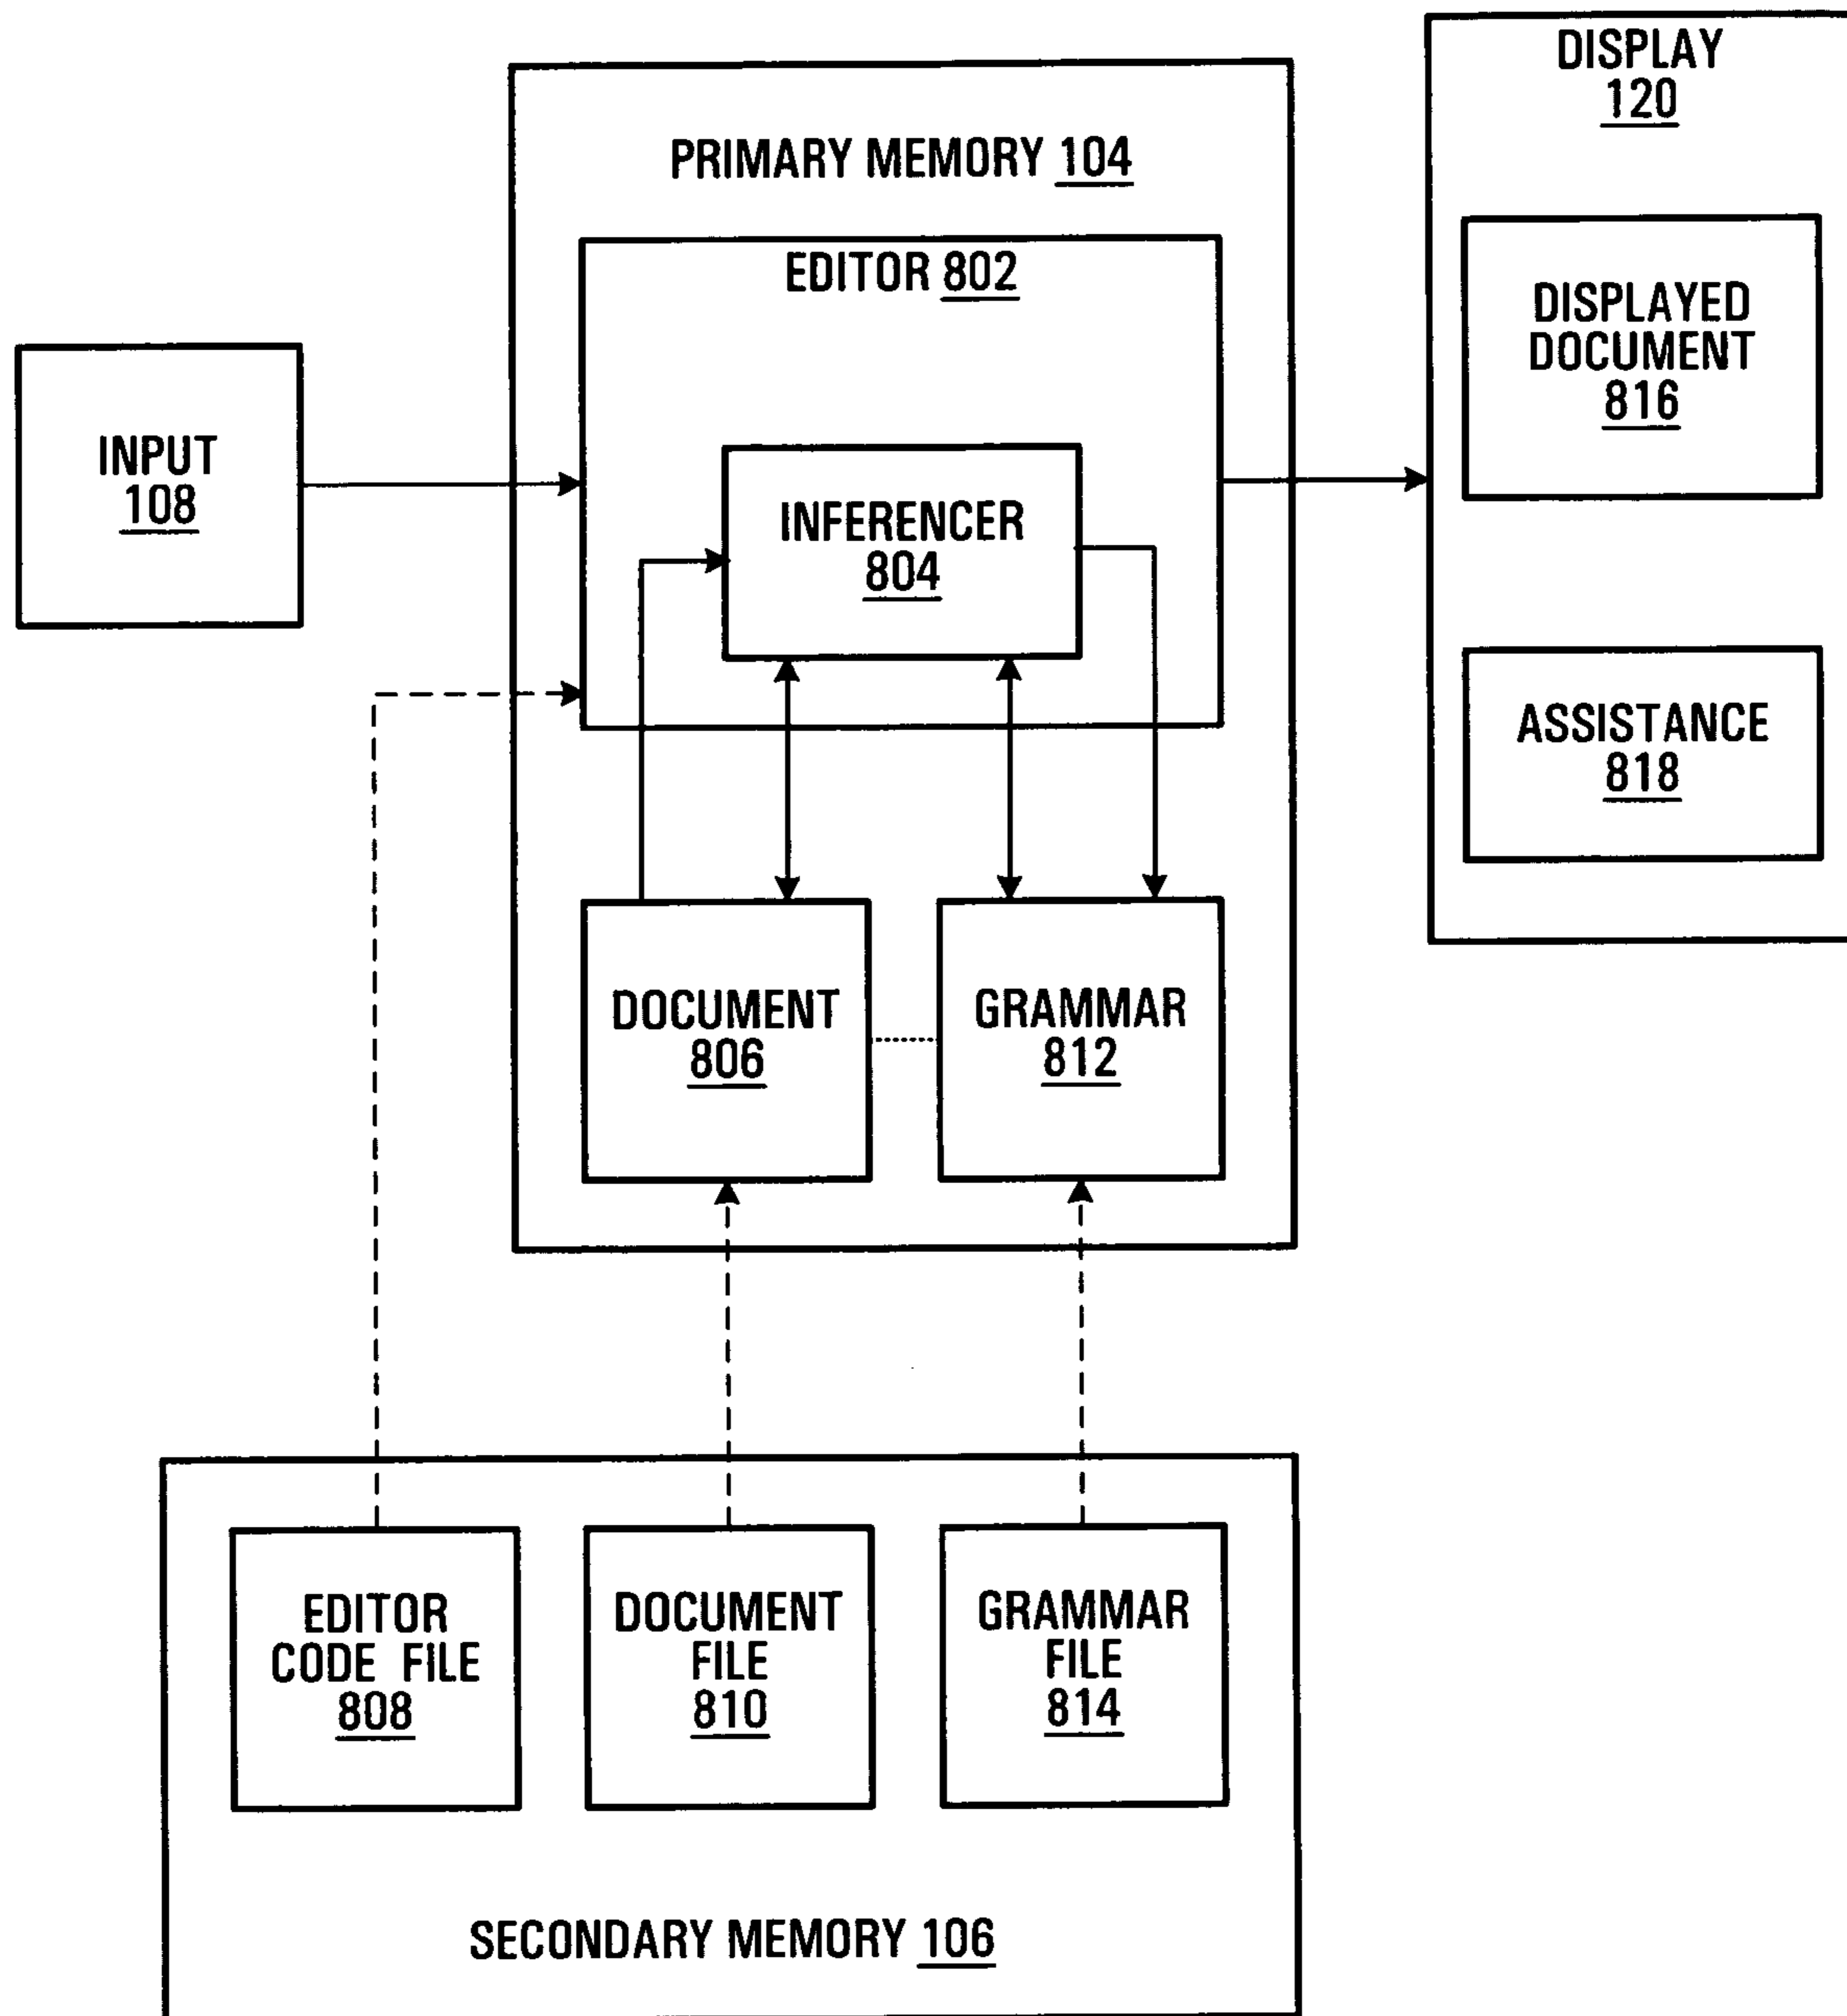 DISPLAY
120
PRIMARY MEMORY 104
EDITOR 802
DISPLAYED
DOCUMENT
816
INPUT
108
INFERENCER
804
ASSISTANCE
818
DOCUMENT
806
GRAMMAR
812
EDITOR
CODE FILE
808
DOCUMENT
FILE
810
GRAMMAR
FILE
814
SECONDARY MEMORY 106